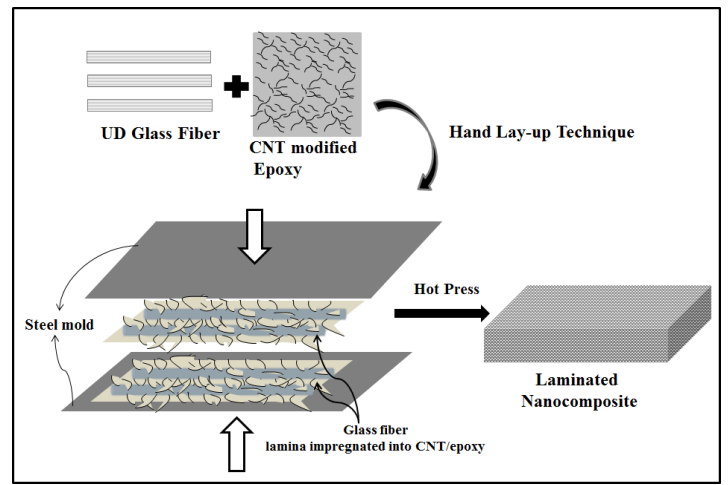 UD Glass Fiber
CNT modified
Epoxy
Hand Lay-up Technique
Hot Press
Steel mold
Laminated
Nanocomposite
Glass fiber
lamina impregnated into CNT/epoxy